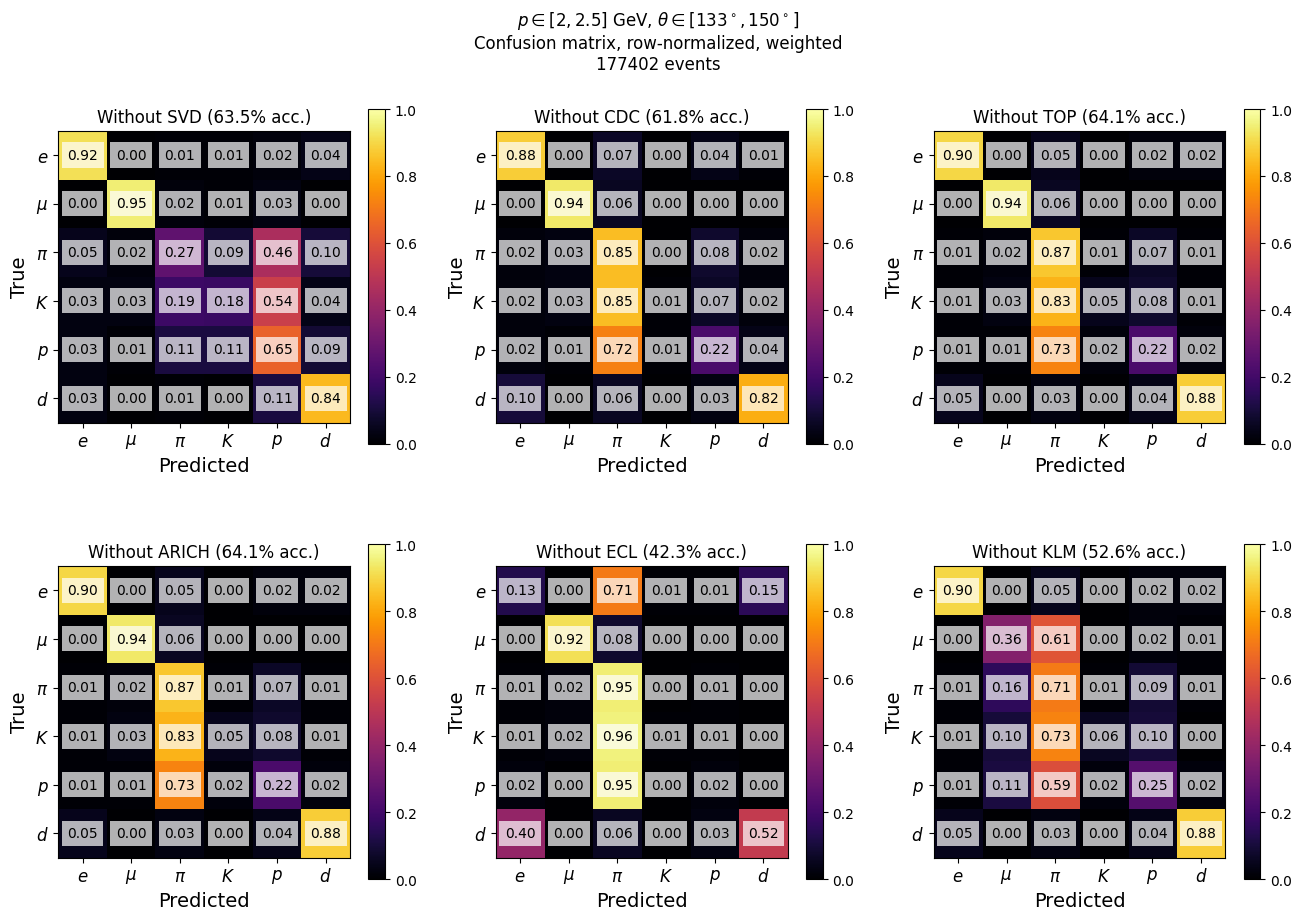 p ∈ [2, 2.5] GeV, θ ∈ [133°, 150°]
Confusion matrix, row-normalized, weighted
177402 events
Without SVD (63.5% acc.)
True
e 0.92 0.00 0.01 0.01 0.02 0.04
μ 0.00 0.95 0.02 0.01 0.03 0.00
π 0.05 0.02 0.27 0.09 0.46 0.10
K 0.03 0.03 0.19 0.18 0.54 0.04
p 0.03 0.01 0.11 0.11 0.65 0.09
d 0.03 0.00 0.01 0.00 0.11 0.84
e μ π K p d
Predicted
1.0
0.8
0.6
0.4
0.2
0.0
Without CDC (61.8% acc.)
True
e 0.88 0.00 0.07 0.00 0.04 0.01
μ 0.00 0.94 0.06 0.00 0.00 0.00
π 0.02 0.03 0.85 0.01 0.08 0.02
K 0.02 0.03 0.85 0.01 0.07 0.02
p 0.02 0.01 0.72 0.01 0.22 0.04
d 0.10 0.00 0.06 0.00 0.03 0.82
e μ π K p d
Predicted
1.0
0.8
0.6
0.4
0.2
0.0
Without TOP (64.1% acc.)
True
e 0.90 0.00 0.05 0.00 0.02 0.02
μ 0.00 0.94 0.06 0.00 0.00 0.00
π 0.01 0.02 0.87 0.01 0.07 0.01
K 0.01 0.03 0.83 0.05 0.08 0.01
p 0.01 0.01 0.73 0.02 0.22 0.02
d 0.05 0.00 0.03 0.00 0.04 0.88
e μ π K p d
Predicted
1.0
0.8
0.6
0.4
0.2
0.0
Without ARICH (64.1% acc.)
True
e 0.90 0.00 0.05 0.00 0.02 0.02
μ 0.00 0.94 0.06 0.00 0.00 0.00
π 0.01 0.02 0.87 0.01 0.07 0.01
K 0.01 0.03 0.83 0.05 0.08 0.01
p 0.01 0.01 0.73 0.02 0.22 0.02
d 0.05 0.00 0.03 0.00 0.04 0.88
e μ π K p d
Predicted
1.0
0.8
0.6
0.4
0.2
0.0
Without ECL (42.3% acc.)
True
e 0.13 0.00 0.71 0.01 0.01 0.15
μ 0.00 0.92 0.08 0.00 0.00 0.00
π 0.01 0.02 0.95 0.01 0.01 0.00
K 0.01 0.02 0.96 0.01 0.01 0.00
p 0.02 0.00 0.95 0.00 0.02 0.00
d 0.40 0.00 0.06 0.00 0.03 0.52
e μ π K p d
Predicted
1.0
0.8
0.6
0.4
0.2
0.0
Without KLM (52.6% acc.)
True
e 0.90 0.00 0.05 0.00 0.02 0.02
μ 0.00 0.36 0.61 0.00 0.02 0.01
π 0.01 0.16 0.71 0.01 0.09 0.01
K 0.01 0.10 0.73 0.06 0.10 0.00
p 0.01 0.11 0.59 0.02 0.25 0.02
d 0.05 0.00 0.03 0.00 0.04 0.88
e μ π K p d
Predicted
1.0
0.8
0.6
0.4
0.2
0.0